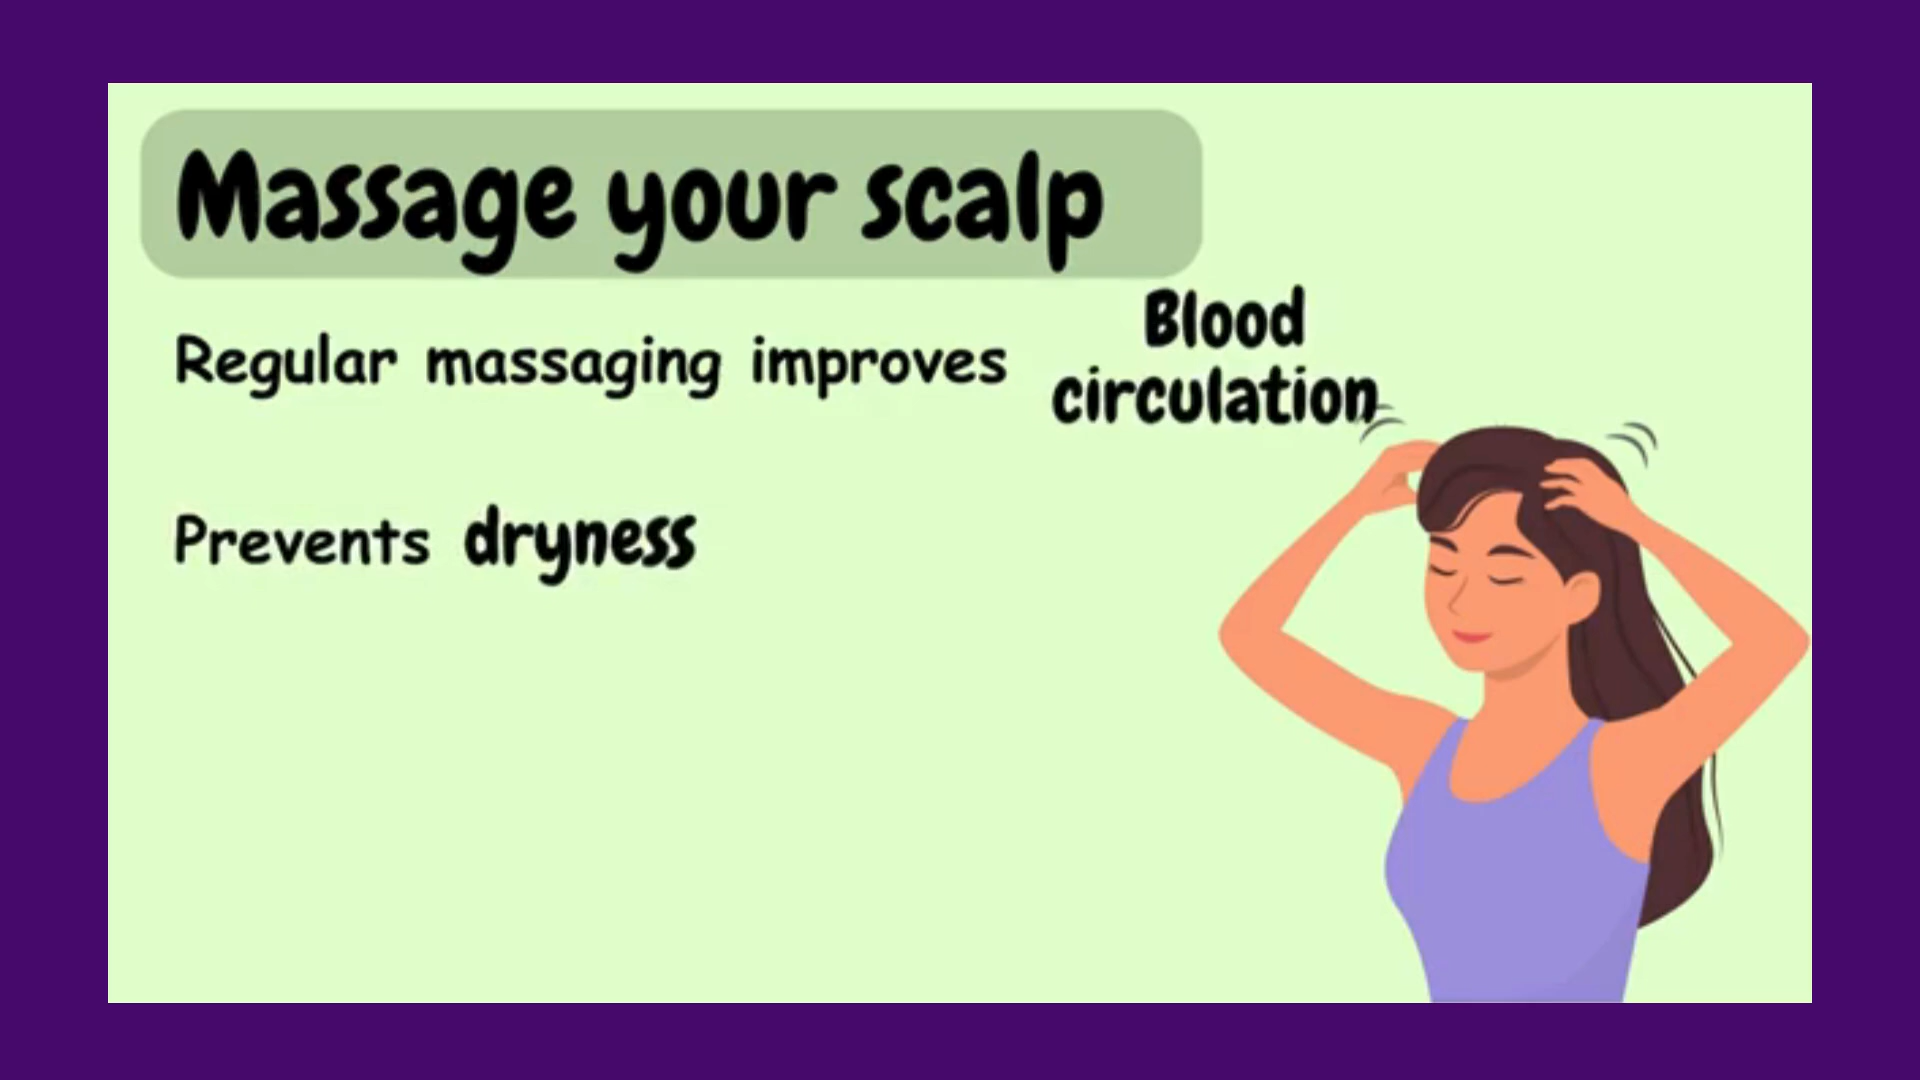 Massage your scalp
Regular massaging improves
Blood
circulation
Prevents dryness